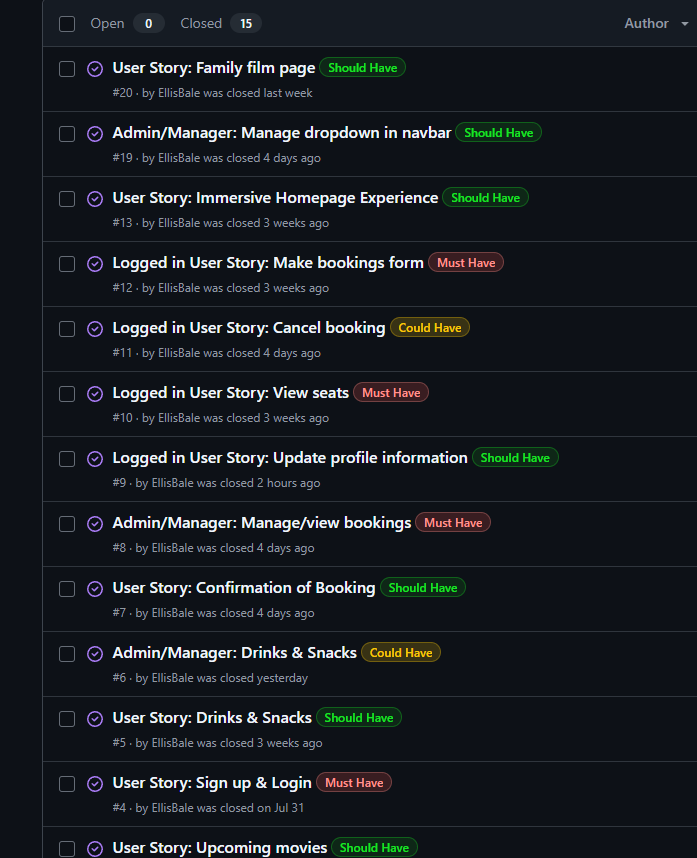 Open 0 Closed 15 Author
User Story: Family film page Should Have
#20 · by EllisBale was closed last week
Admin/Manager: Manage dropdown in navbar Should Have
#19 · by EllisBale was closed 4 days ago
User Story: Immersive Homepage Experience Should Have
#13 · by EllisBale was closed 3 weeks ago
Logged in User Story: Make bookings form Must Have
#12 · by EllisBale was closed 3 weeks ago
Logged in User Story: Cancel booking Could Have
#11 · by EllisBale was closed 4 days ago
Logged in User Story: View seats Must Have
#10 · by EllisBale was closed 3 weeks ago
Logged in User Story: Update profile information Should Have
#9 · by EllisBale was closed 2 hours ago
Admin/Manager: Manage/view bookings Must Have
#8 · by EllisBale was closed 4 days ago
User Story: Confirmation of Booking Should Have
#7 · by EllisBale was closed 4 days ago
Admin/Manager: Drinks & Snacks Could Have
#6 · by EllisBale was closed yesterday
User Story: Drinks & Snacks Should Have
#5 · by EllisBale was closed 3 weeks ago
User Story: Sign up & Login Must Have
#4 · by EllisBale was closed on Jul 31
User Story: Upcoming movies Should Have